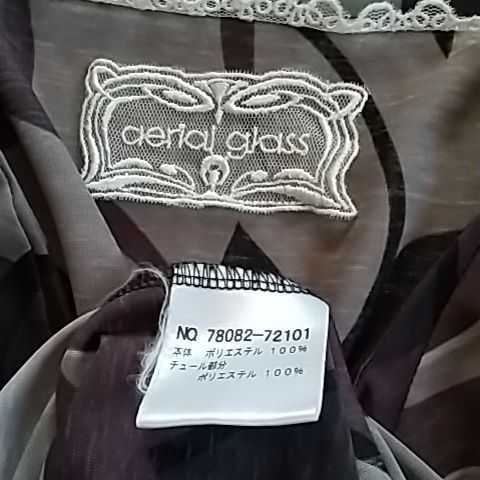 aerial glass
NO. 78082-72101
本体 ポリエステル 100%
チュール部分
ポリエステル 100%